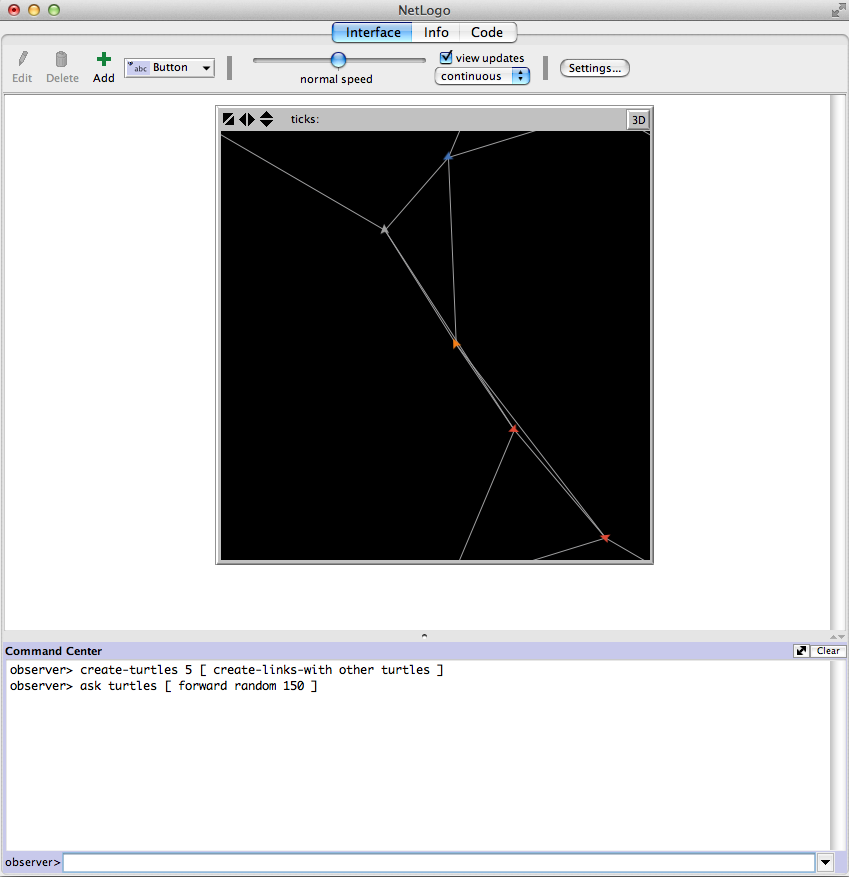 NetLogo
Interface Info Code
Edit Delete Add abc Button normal speed view updates continuous Settings...
ticks: 3D
Command Center Clear
observer> create-turtles 5 [ create-links-with other turtles ]
observer> ask turtles [ forward random 150 ]
observer>